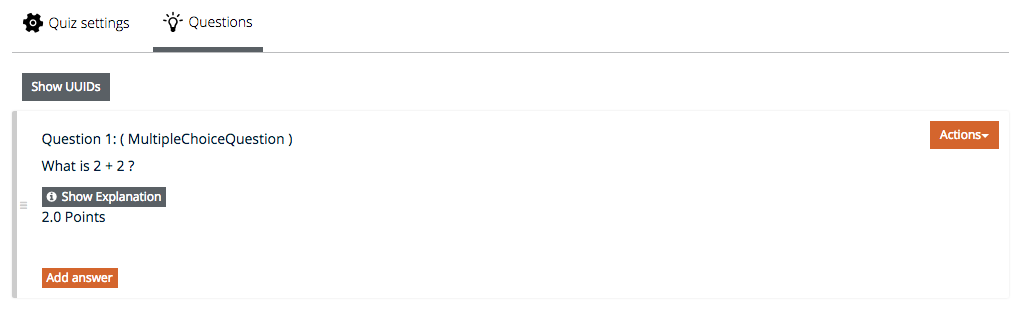 Quiz settings Questions
Show UUIDs
Question 1: ( MultipleChoiceQuestion )
Actions
What is 2 + 2 ?
Show Explanation
2.0 Points
Add answer